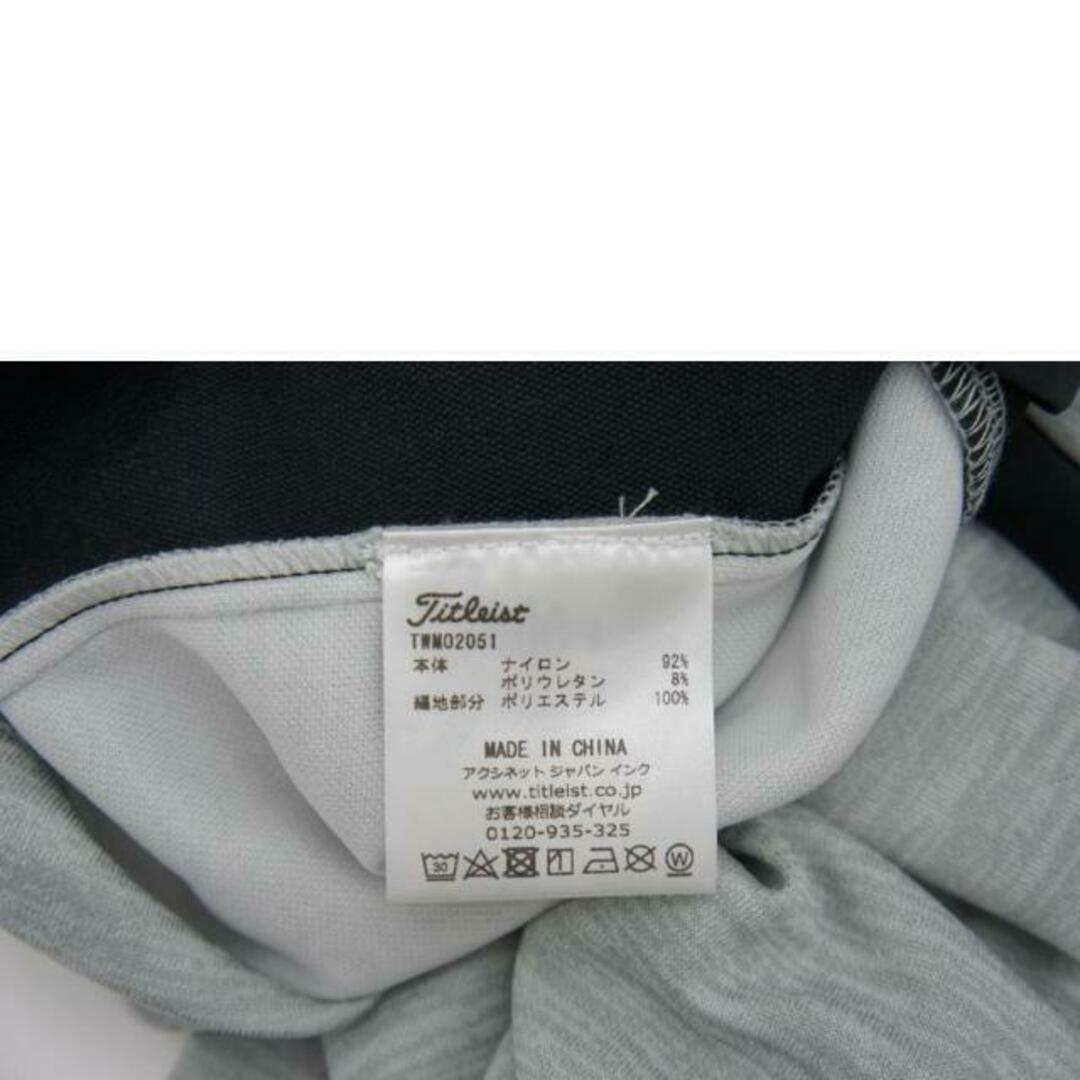 Titleist
TWM02051
本体 ナイロン 92%
ポリウレタン 8%
編地部分 ポリエステル 100%
MADE IN CHINA
アクシネット ジャパン インク
www.titleist.co.jp
お客様相談ダイヤル
0120-935-325
30 W